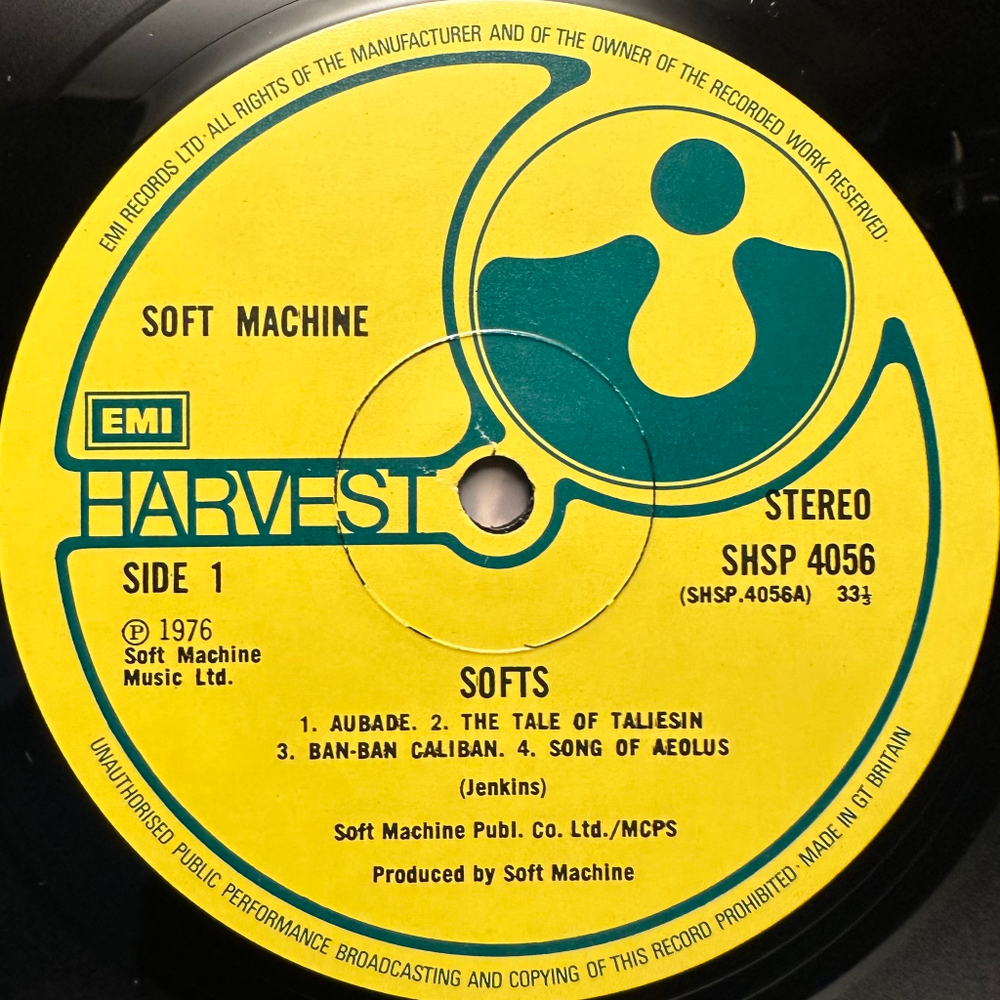 EMI RECORDS LTD · ALL RIGHTS OF THE MANUFACTURER AND OF THE OWNER OF THE RECORDED WORK RESERVED ·
SOFT MACHINE
EMI
HARVEST
STEREO
SIDE 1
SHSP 4056
(SHSP.4056A) 33⅓
Ⓟ 1976
Soft Machine
Music Ltd.
SOFTS
1. AUBADE. 2. THE TALE OF TALIESIN
3. BAN-BAN CALIBAN. 4. SONG OF AEOLUS
(Jenkins)
Soft Machine Publ. Co. Ltd./MCPS
Produced by Soft Machine
UNAUTHORISED PUBLIC PERFORMANCE BROADCASTING AND COPYING OF THIS RECORD PROHIBITED · MADE IN GT BRITAIN